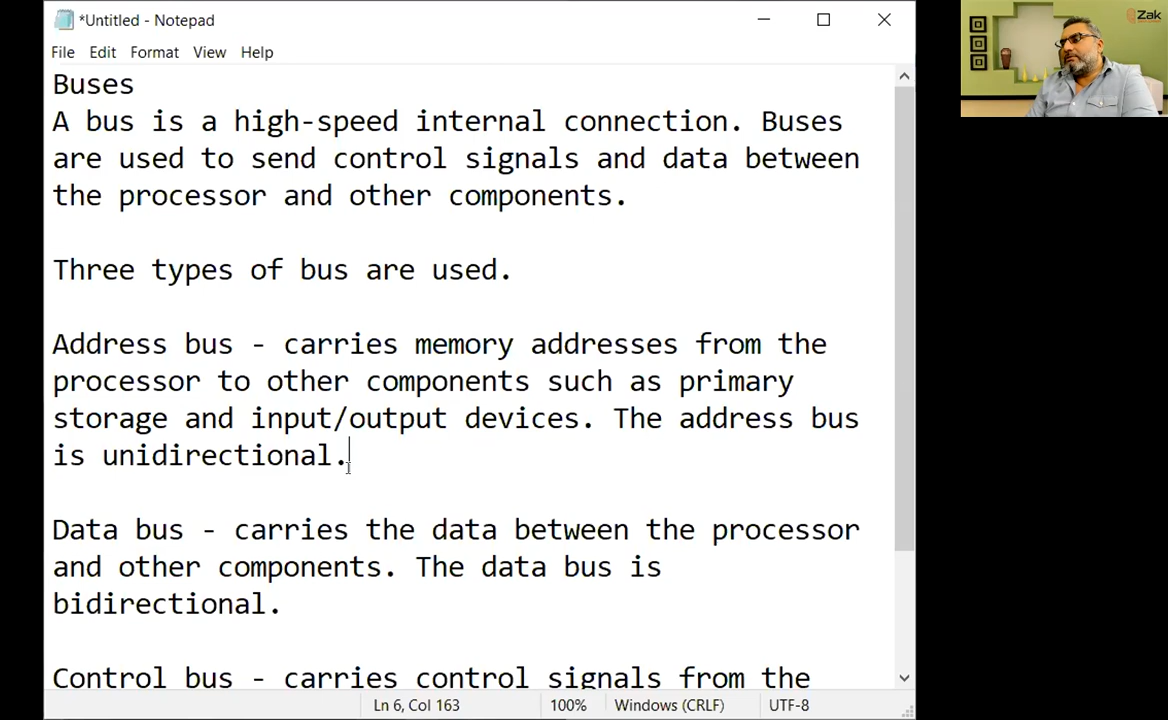 *Untitled - Notepad
File Edit Format View Help
Buses
A bus is a high-speed internal connection. Buses
are used to send control signals and data between
the processor and other components.
Three types of bus are used.
Address bus - carries memory addresses from the
processor to other components such as primary
storage and input/output devices. The address bus
is unidirectional.
Data bus - carries the data between the processor
and other components. The data bus is
bidirectional.
Control bus - carries control signals from the
Ln 6, Col 163 100% Windows (CRLF) UTF-8
Zak